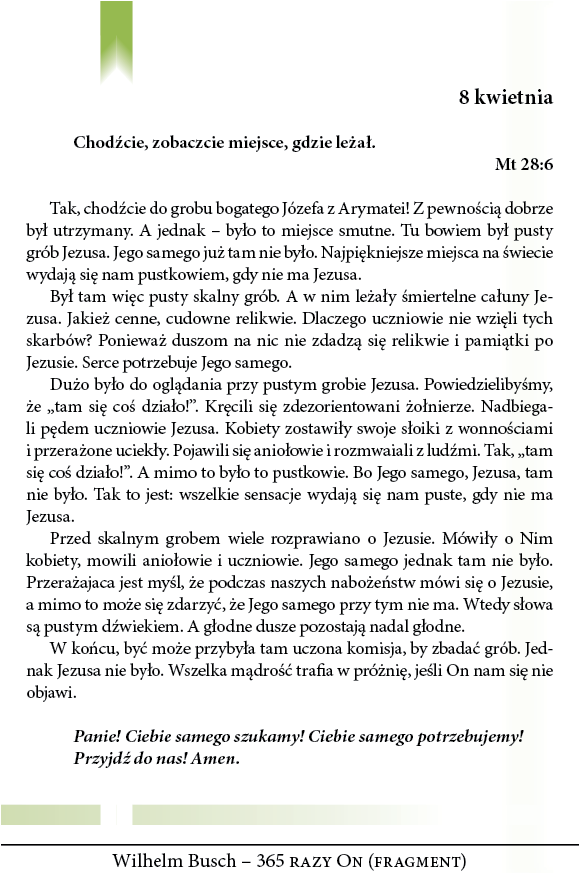 8 kwietnia
Chodźcie, zobaczcie miejsce, gdzie leżał.
Mt 28:6
Tak, chodźcie do grobu bogatego Józefa z Arymatei! Z pewnością dobrze
był utrzymany. A jednak – było to miejsce smutne. Tu bowiem był pusty
grób Jezusa. Jego samego już tam nie było. Najpiękniejsze miejsca na świecie
wydają się nam pustkowiem, gdy nie ma Jezusa.
Był tam więc pusty skalny grób. A w nim leżały śmiertelne całuny Je-
zusa. Jakież cenne, cudowne relikwie. Dlaczego uczniowie nie wzięli tych
skarbów? Ponieważ duszom na nic nie zdadzą się relikwie i pamiątki po
Jezusie. Serce potrzebuje Jego samego.
Dużo było do oglądania przy pustym grobie Jezusa. Powiedzielibyśmy,
że „tam się coś działo!”. Kręcili się zdezorientowani żołnierze. Nadbiega-
li pędem uczniowie Jezusa. Kobiety zostawiły swoje słoiki z wonnościami
i przerażone uciekły. Pojawili się aniołowie i rozmwaiali z ludźmi. Tak, „tam
się coś działo!”. A mimo to było to pustkowie. Bo Jego samego, Jezusa, tam
nie było. Tak to jest: wszelkie sensacje wydają się nam puste, gdy nie ma
Jezusa.
Przed skalnym grobem wiele rozprawiano o Jezusie. Mówiły o Nim
kobiety, mowili aniołowie i uczniowie. Jego samego jednak tam nie było.
Przerażajaca jest myśl, że podczas naszych nabożeństw mówi się o Jezusie,
a mimo to może się zdarzyć, że Jego samego przy tym nie ma. Wtedy słowa
są pustym dźwiekiem. A głodne dusze pozostają nadal głodne.
W końcu, być może przybyła tam uczona komisja, by zbadać grób. Jed-
nak Jezusa nie było. Wszelka mądrość trafia w próżnię, jeśli On nam się nie
objawi.
Panie! Ciebie samego szukamy! Ciebie samego potrzebujemy!
Przyjdź do nas! Amen.
Wilhelm Busch – 365 razy On (fragment)